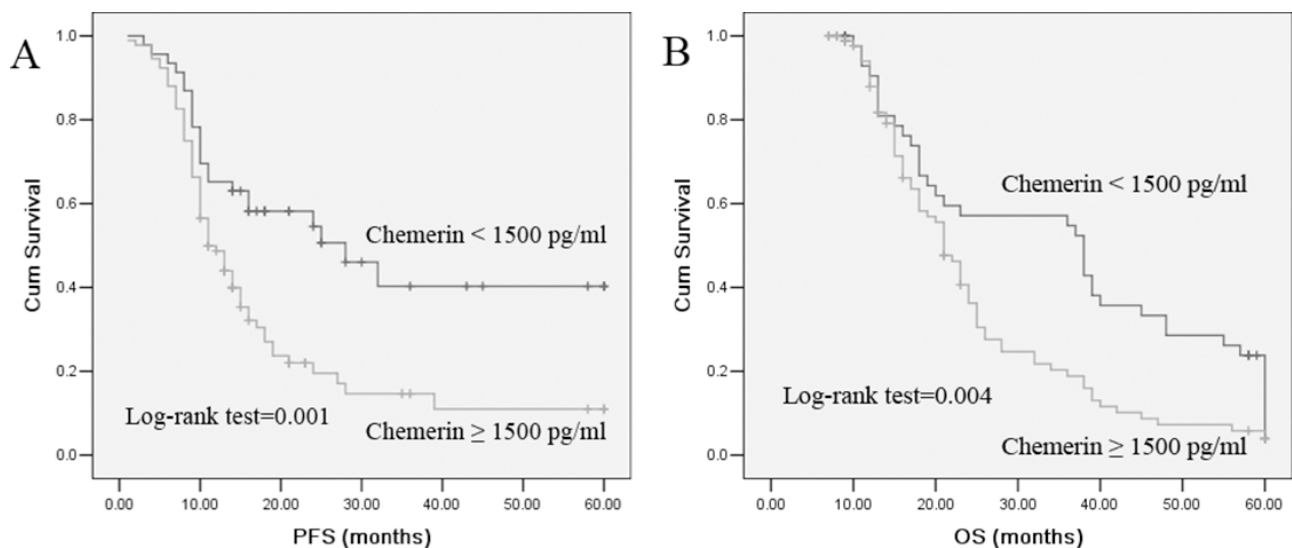 A
Cum Survival
1.0
0.8
0.6
0.4
0.2
0.0
Chemerin < 1500 pg/ml
Log-rank test=0.001
Chemerin ≥ 1500 pg/ml
0.00 10.00 20.00 30.00 40.00 50.00 60.00
PFS (months)
B
Cum Survival
1.0
0.8
0.6
0.4
0.2
0.0
Chemerin < 1500 pg/ml
Log-rank test=0.004
Chemerin ≥ 1500 pg/ml
0.00 10.00 20.00 30.00 40.00 50.00 60.00
OS (months)